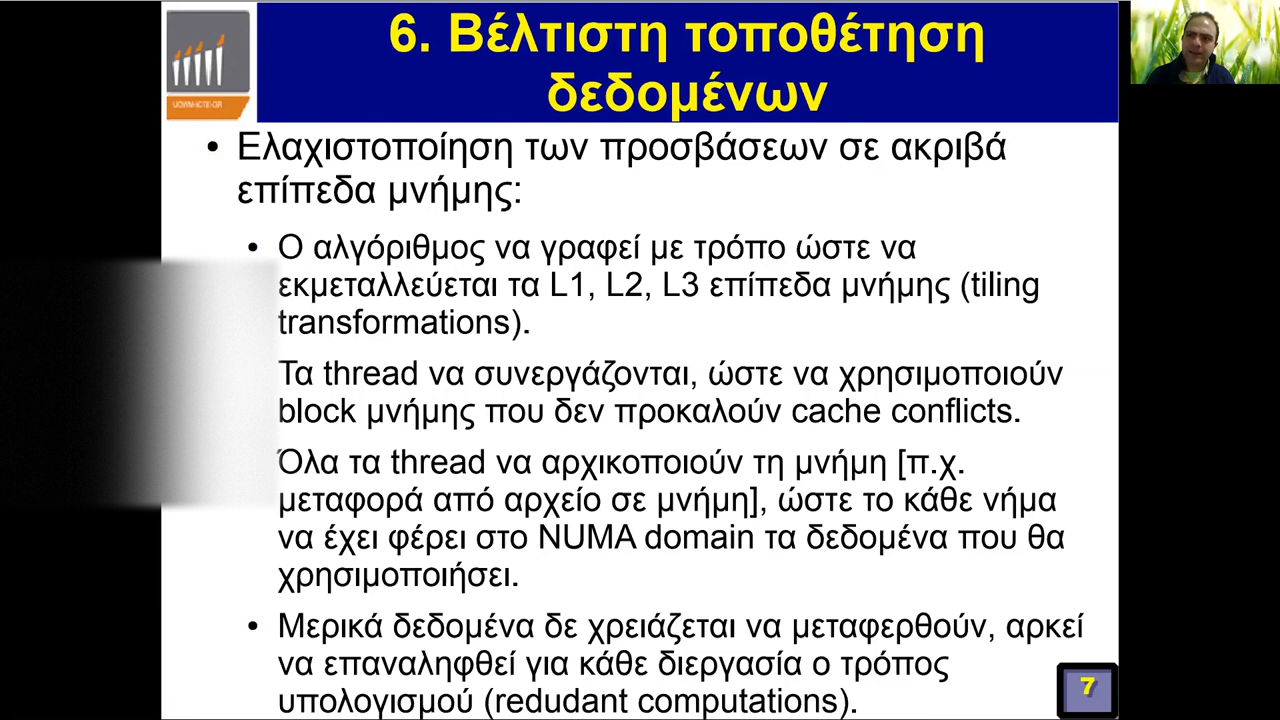 6. Βέλτιστη τοποθέτηση
δεδομένων
UOWM-ICTE-GR
• Ελαχιστοποίηση των προσβάσεων σε ακριβά
επίπεδα μνήμης:
• Ο αλγόριθμος να γραφεί με τρόπο ώστε να
εκμεταλλεύεται τα L1, L2, L3 επίπεδα μνήμης (tiling
transformations).
Τα thread να συνεργάζονται, ώστε να χρησιμοποιούν
block μνήμης που δεν προκαλούν cache conflicts.
Όλα τα thread να αρχικοποιούν τη μνήμη [π.χ.
μεταφορά από αρχείο σε μνήμη], ώστε το κάθε νήμα
να έχει φέρει στο NUMA domain τα δεδομένα που θα
χρησιμοποιήσει.
• Μερικά δεδομένα δε χρειάζεται να μεταφερθούν, αρκεί
να επαναληφθεί για κάθε διεργασία ο τρόπος
υπολογισμού (redudant computations).
7